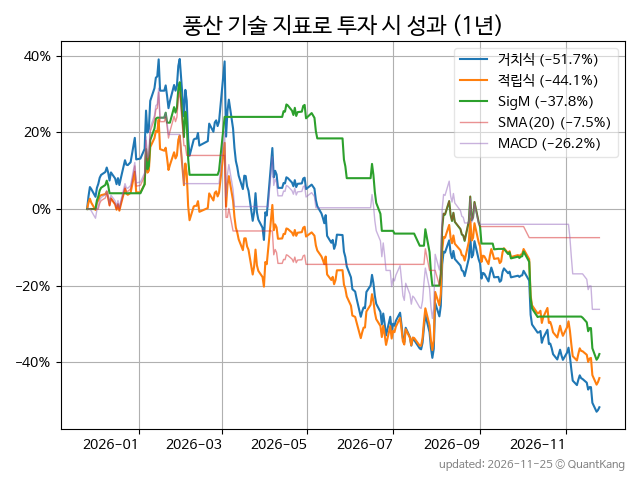 풍산 기술 지표로 투자 시 성과 (1년)
거치식 (-51.7%)
적립식 (-44.1%)
SigM (-37.8%)
SMA(20) (-7.5%)
MACD (-26.2%)
40%
20%
0%
-20%
-40%
2026-01 2026-03 2026-05 2026-07 2026-09 2026-11
updated: 2026-11-25 © QuantKang